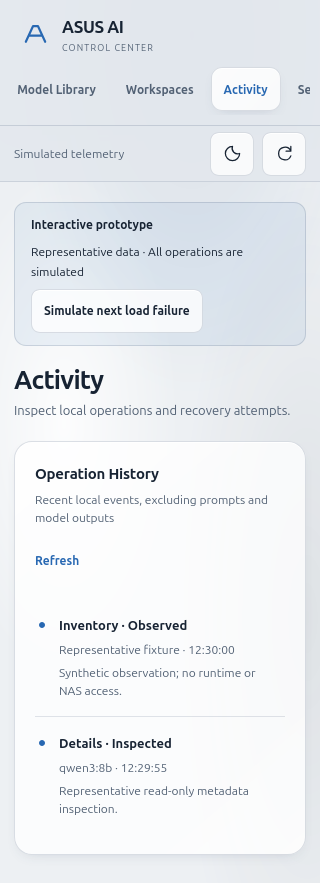 ASUS AI
CONTROL CENTER
Model Library Workspaces Activity Se
Simulated telemetry
Interactive prototype
Representative data · All operations are
simulated
Simulate next load failure
Activity
Inspect local operations and recovery attempts.
Operation History
Recent local events, excluding prompts and
model outputs
Refresh
Inventory · Observed
Representative fixture · 12:30:00
Synthetic observation; no runtime or
NAS access.
Details · Inspected
qwen3:8b · 12:29:55
Representative read-only metadata
inspection.